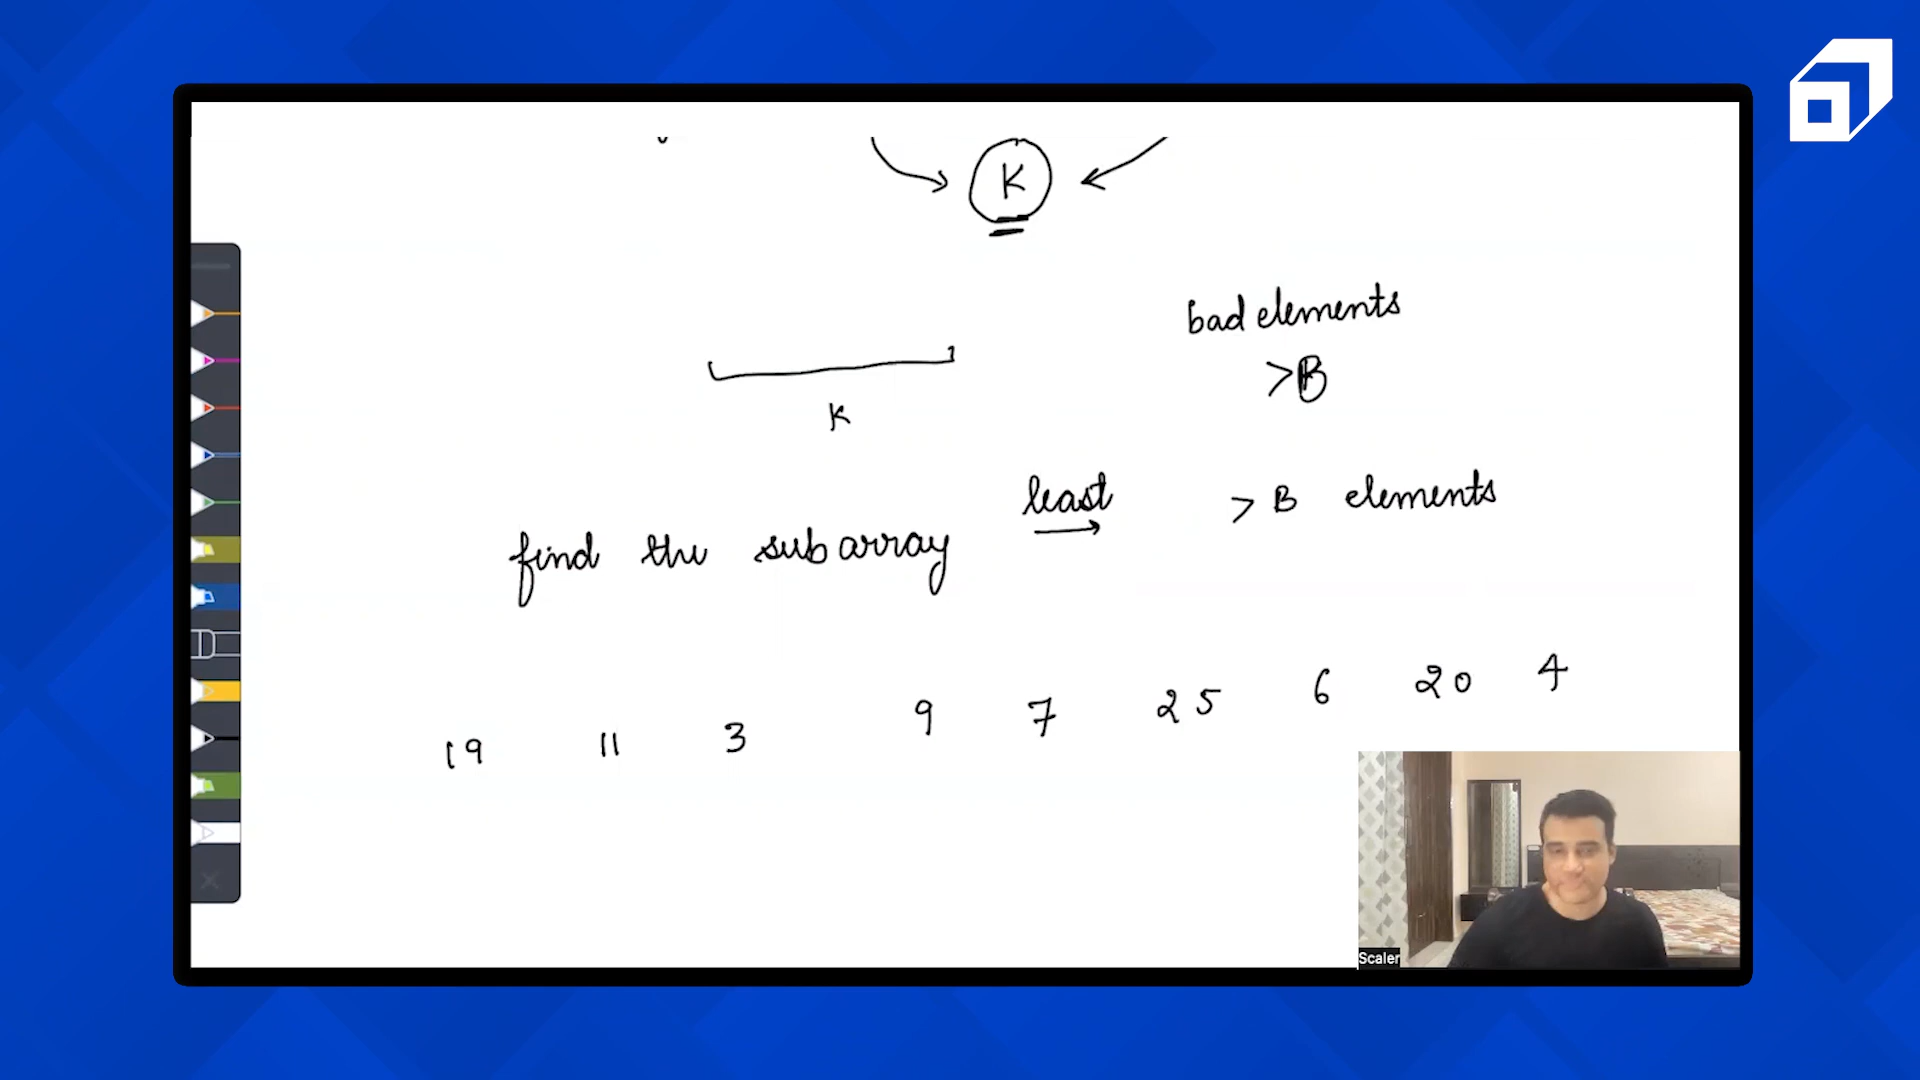 K
bad elements
> B
K
least > B elements
find the subarray
19 11 3 9 7 25 6 20 4
Scaler